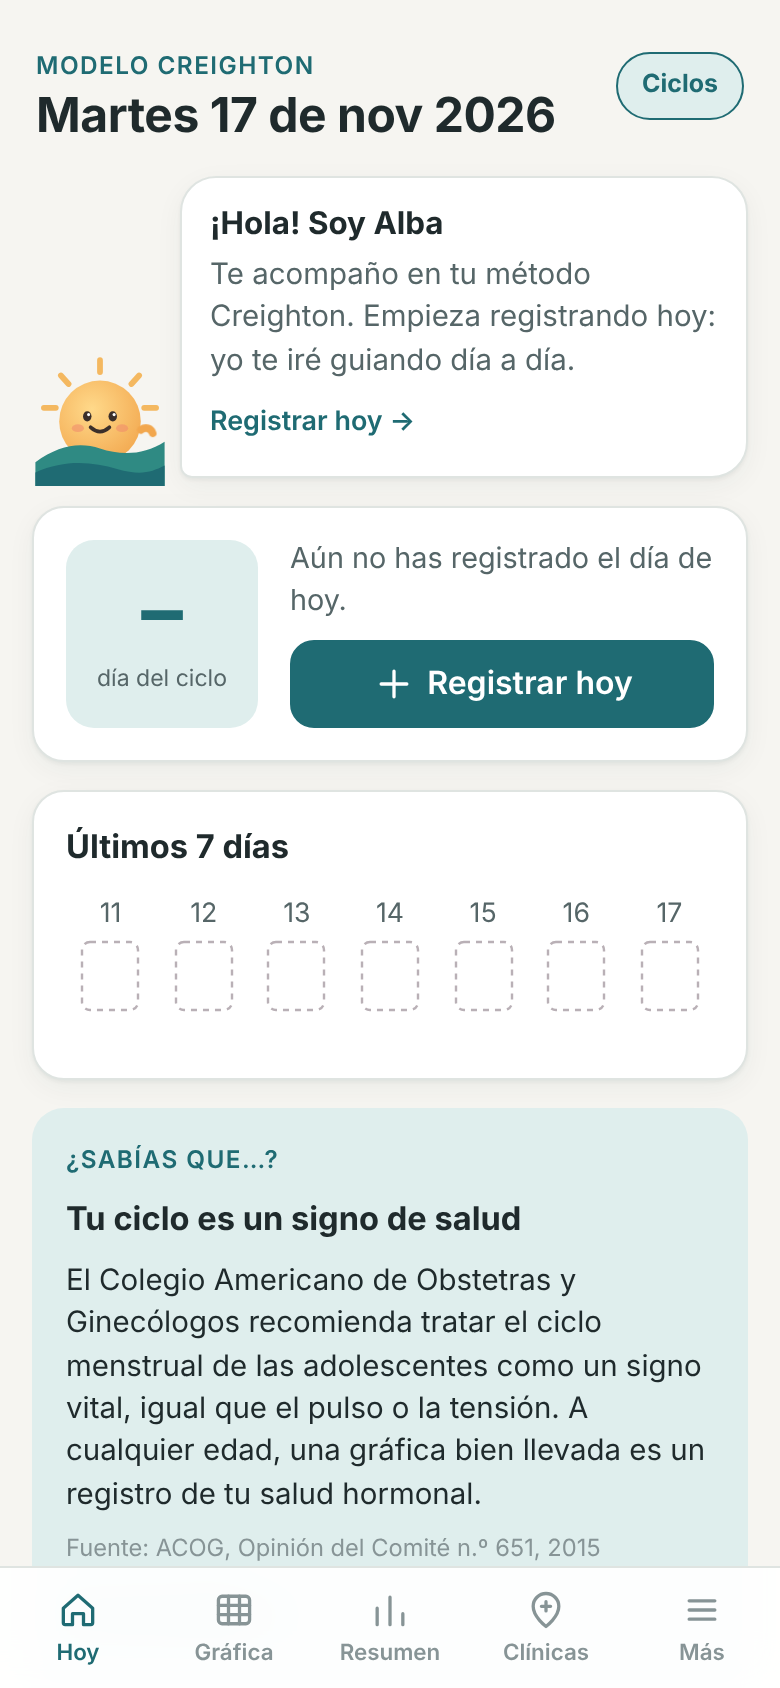 MODELO CREIGHTON
Martes 17 de nov 2026
Ciclos
¡Hola! Soy Alba
Te acompaño en tu método
Creighton. Empieza registrando hoy:
yo te iré guiando día a día.
Registrar hoy →
–
día del ciclo
Aún no has registrado el día de
hoy.
+ Registrar hoy
Últimos 7 días
11 12 13 14 15 16 17
¿SABÍAS QUE...?
Tu ciclo es un signo de salud
El Colegio Americano de Obstetras y
Ginecólogos recomienda tratar el ciclo
menstrual de las adolescentes como un signo
vital, igual que el pulso o la tensión. A
cualquier edad, una gráfica bien llevada es un
registro de tu salud hormonal.
Fuente: ACOG, Opinión del Comité n.º 651, 2015
Hoy Gráfica Resumen Clínicas Más